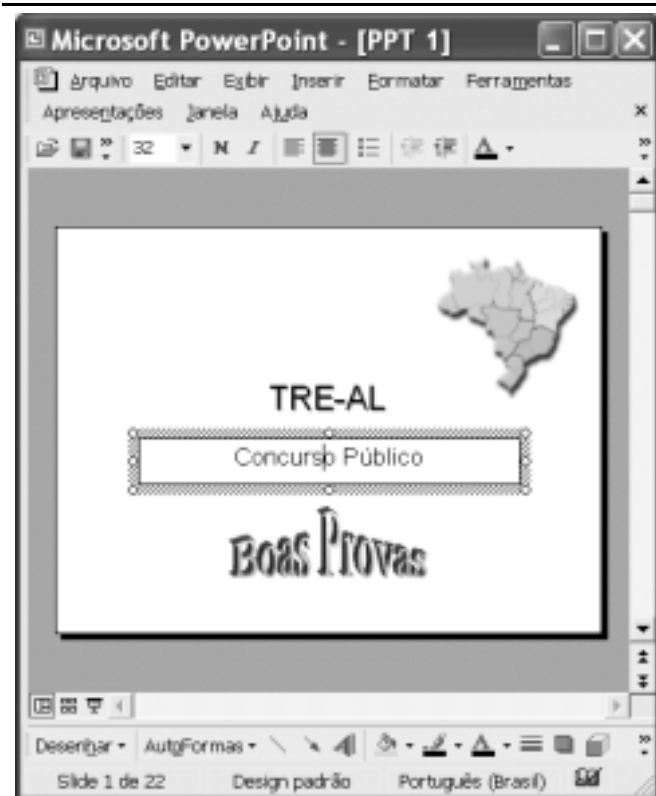 Microsoft PowerPoint - [PPT 1]
Arquivo Editar Exibir Inserir Formatar Ferramentas
Apresentações Janela Ajuda
32 N I A
TRE-AL
Concurso Público
Boas Provas
Desenhar AutoFormas A
Slide 1 de 22 Design padrão Português (Brasil)